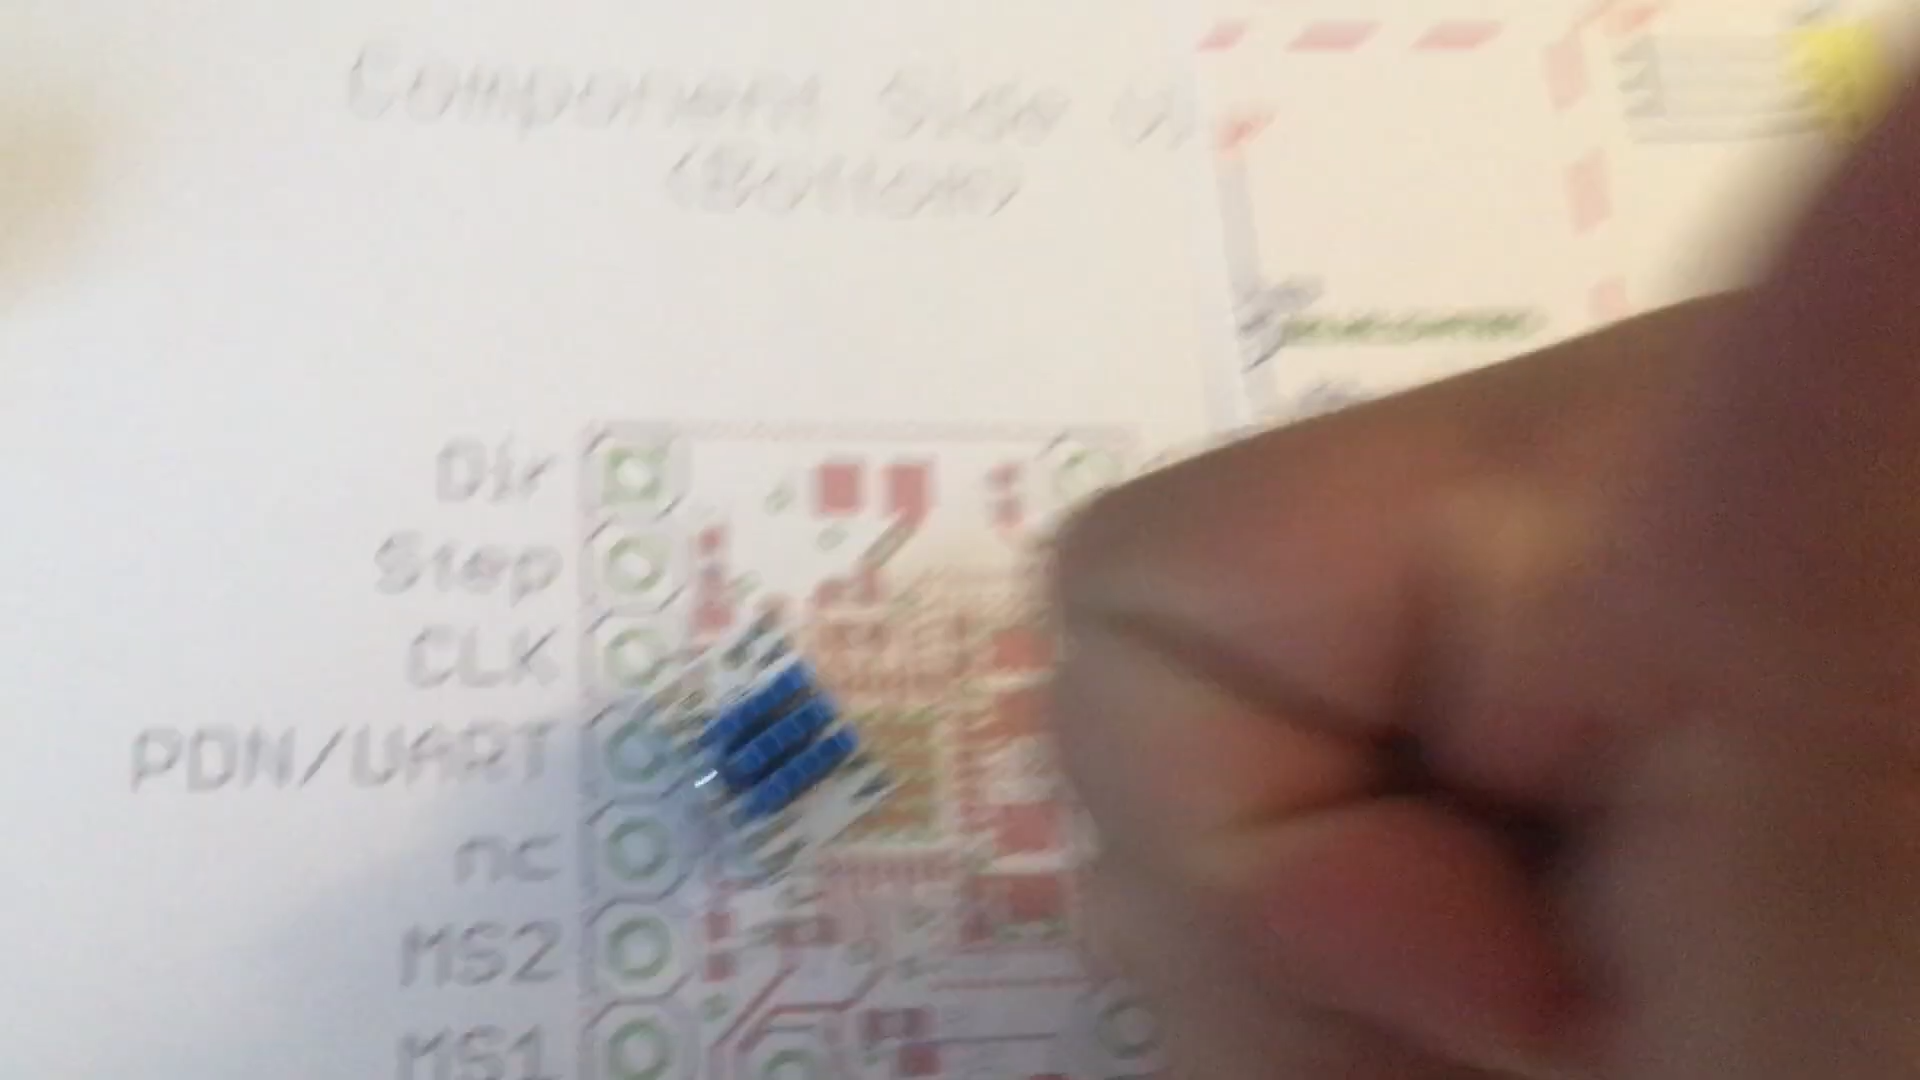 Component Side
(Bottom)
Dir
Step
CLK
PDN/UART
nc
MS2
MS1